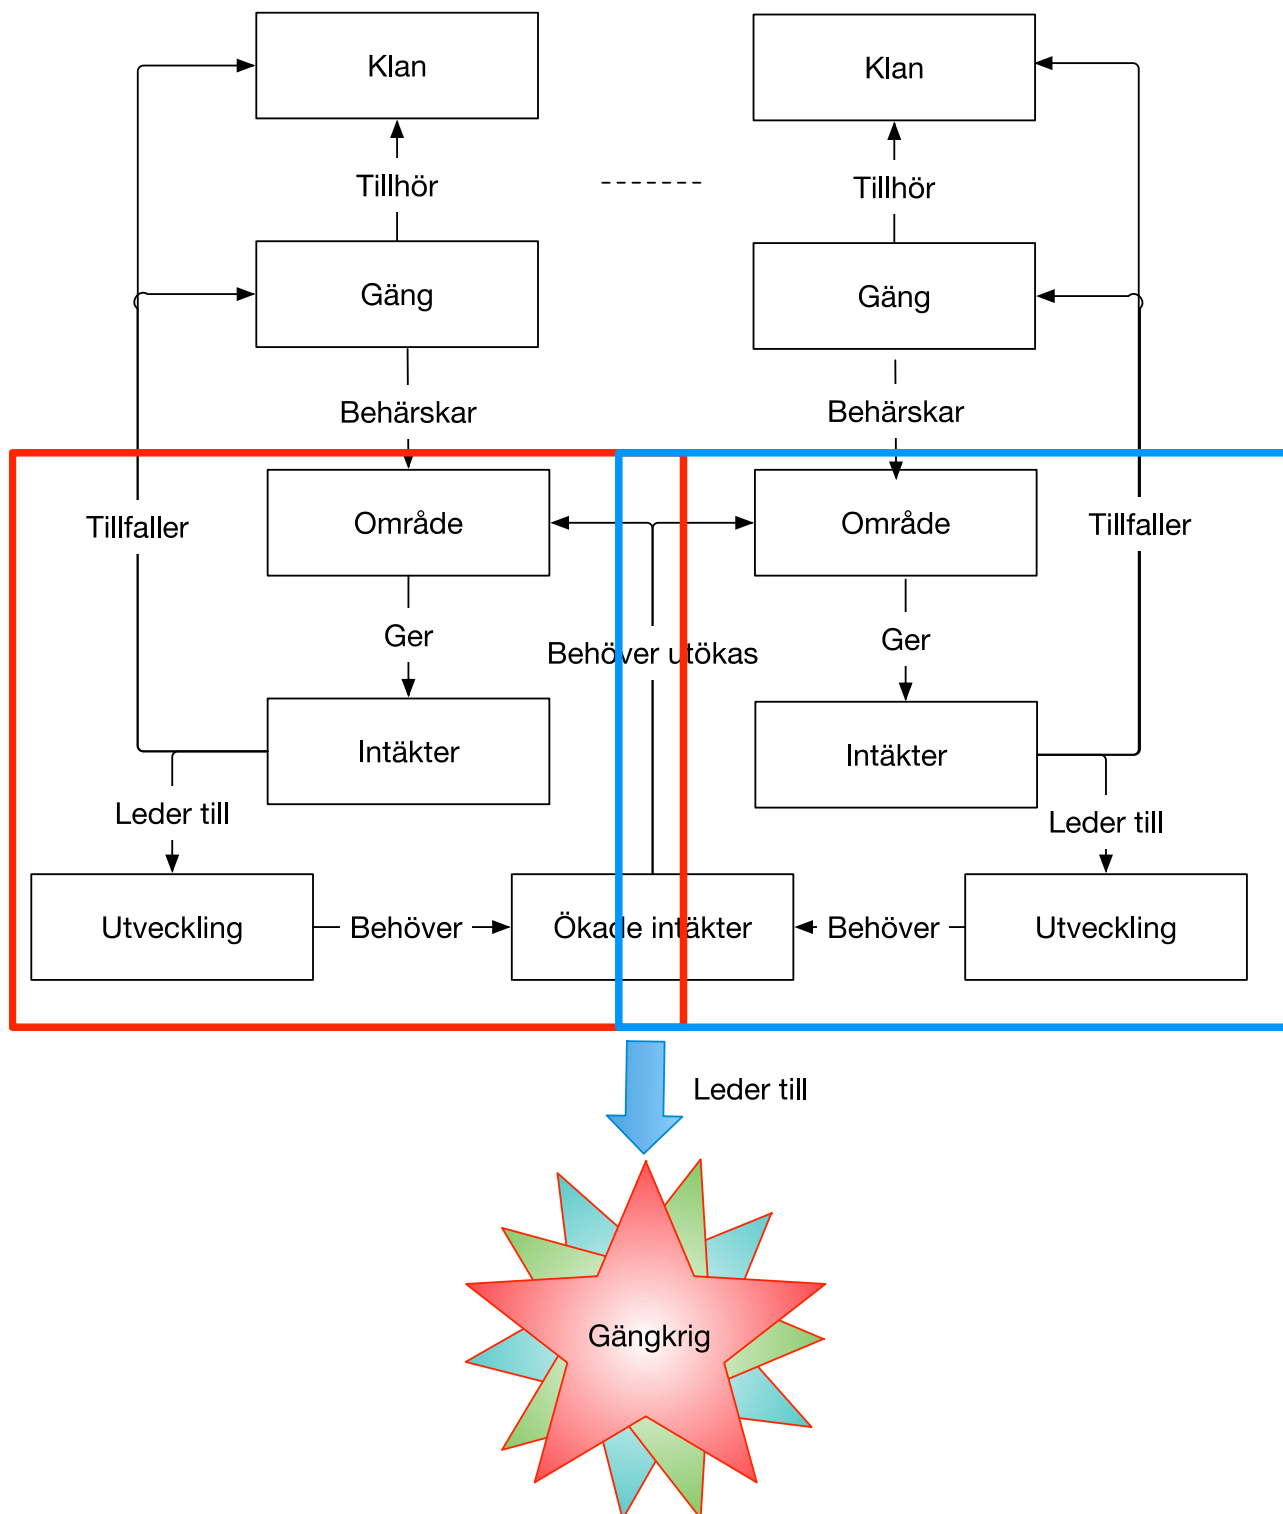 Klan
Klan
Tillhör
Tillhör
Gäng
Gäng
Behärskar
Behärskar
Tillfaller
Område
Område
Tillfaller
Ger
Behöver utökas
Ger
Intäkter
Intäkter
Leder till
Leder till
Utveckling
Behöver
Ökade intäkter
Behöver
Utveckling
Leder till
Gängkrig